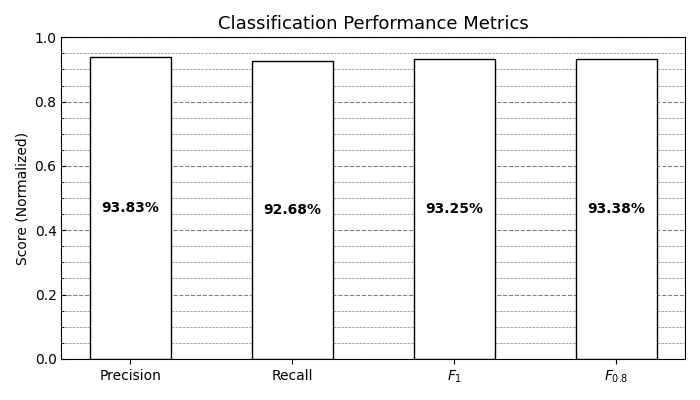 Classification Performance Metrics
Score (Normalized)
1.0
0.8
0.6
0.4
0.2
0.0
93.83%
92.68%
93.25%
93.38%
Precision
Recall
F₁
F₀.₈